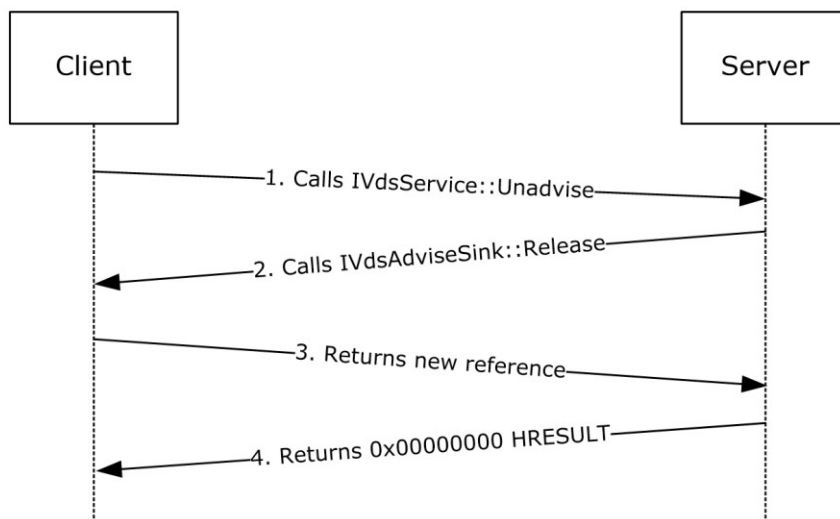 Client
Server
1. Calls IVdsService::Unadvise
2. Calls IVdsAdviseSink::Release
3. Returns new reference
4. Returns 0x00000000 HRESULT